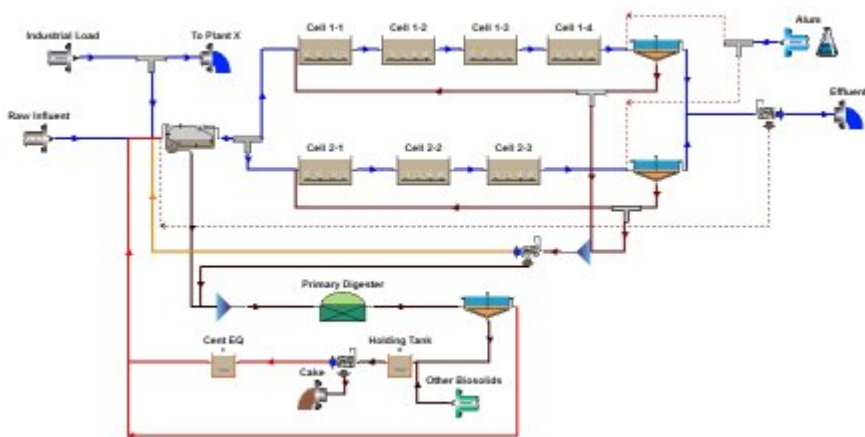 Industrial Load
To Plant X
Cell 1-1
Cell 1-2
Cell 1-3
Cell 1-4
Alum
Raw Influent
Effluent
Cell 2-1
Cell 2-2
Cell 2-3
Primary Digester
Cent EQ
Holding Tank
Cake
Other Biosolids